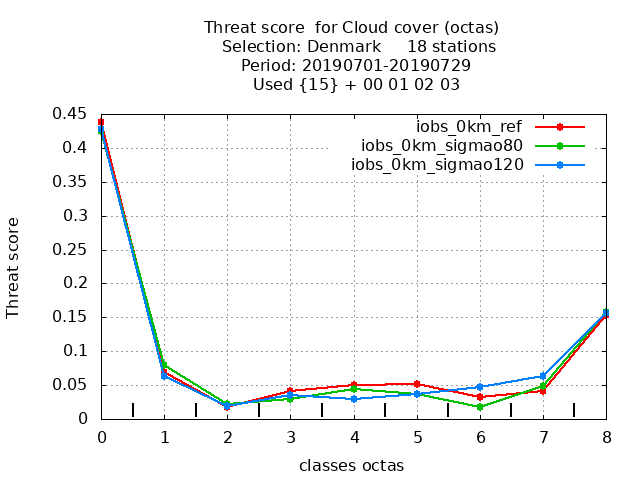 Threat score  for Cloud cover (octas)
Selection: Denmark     18 stations
Period: 20190701-20190729
Used {15} + 00 01 02 03
iobs_0km_ref
iobs_0km_sigmao80
iobs_0km_sigmao120
Threat score
0.45
0.4
0.35
0.3
0.25
0.2
0.15
0.1
0.05
0
0 1 2 3 4 5 6 7 8
classes octas